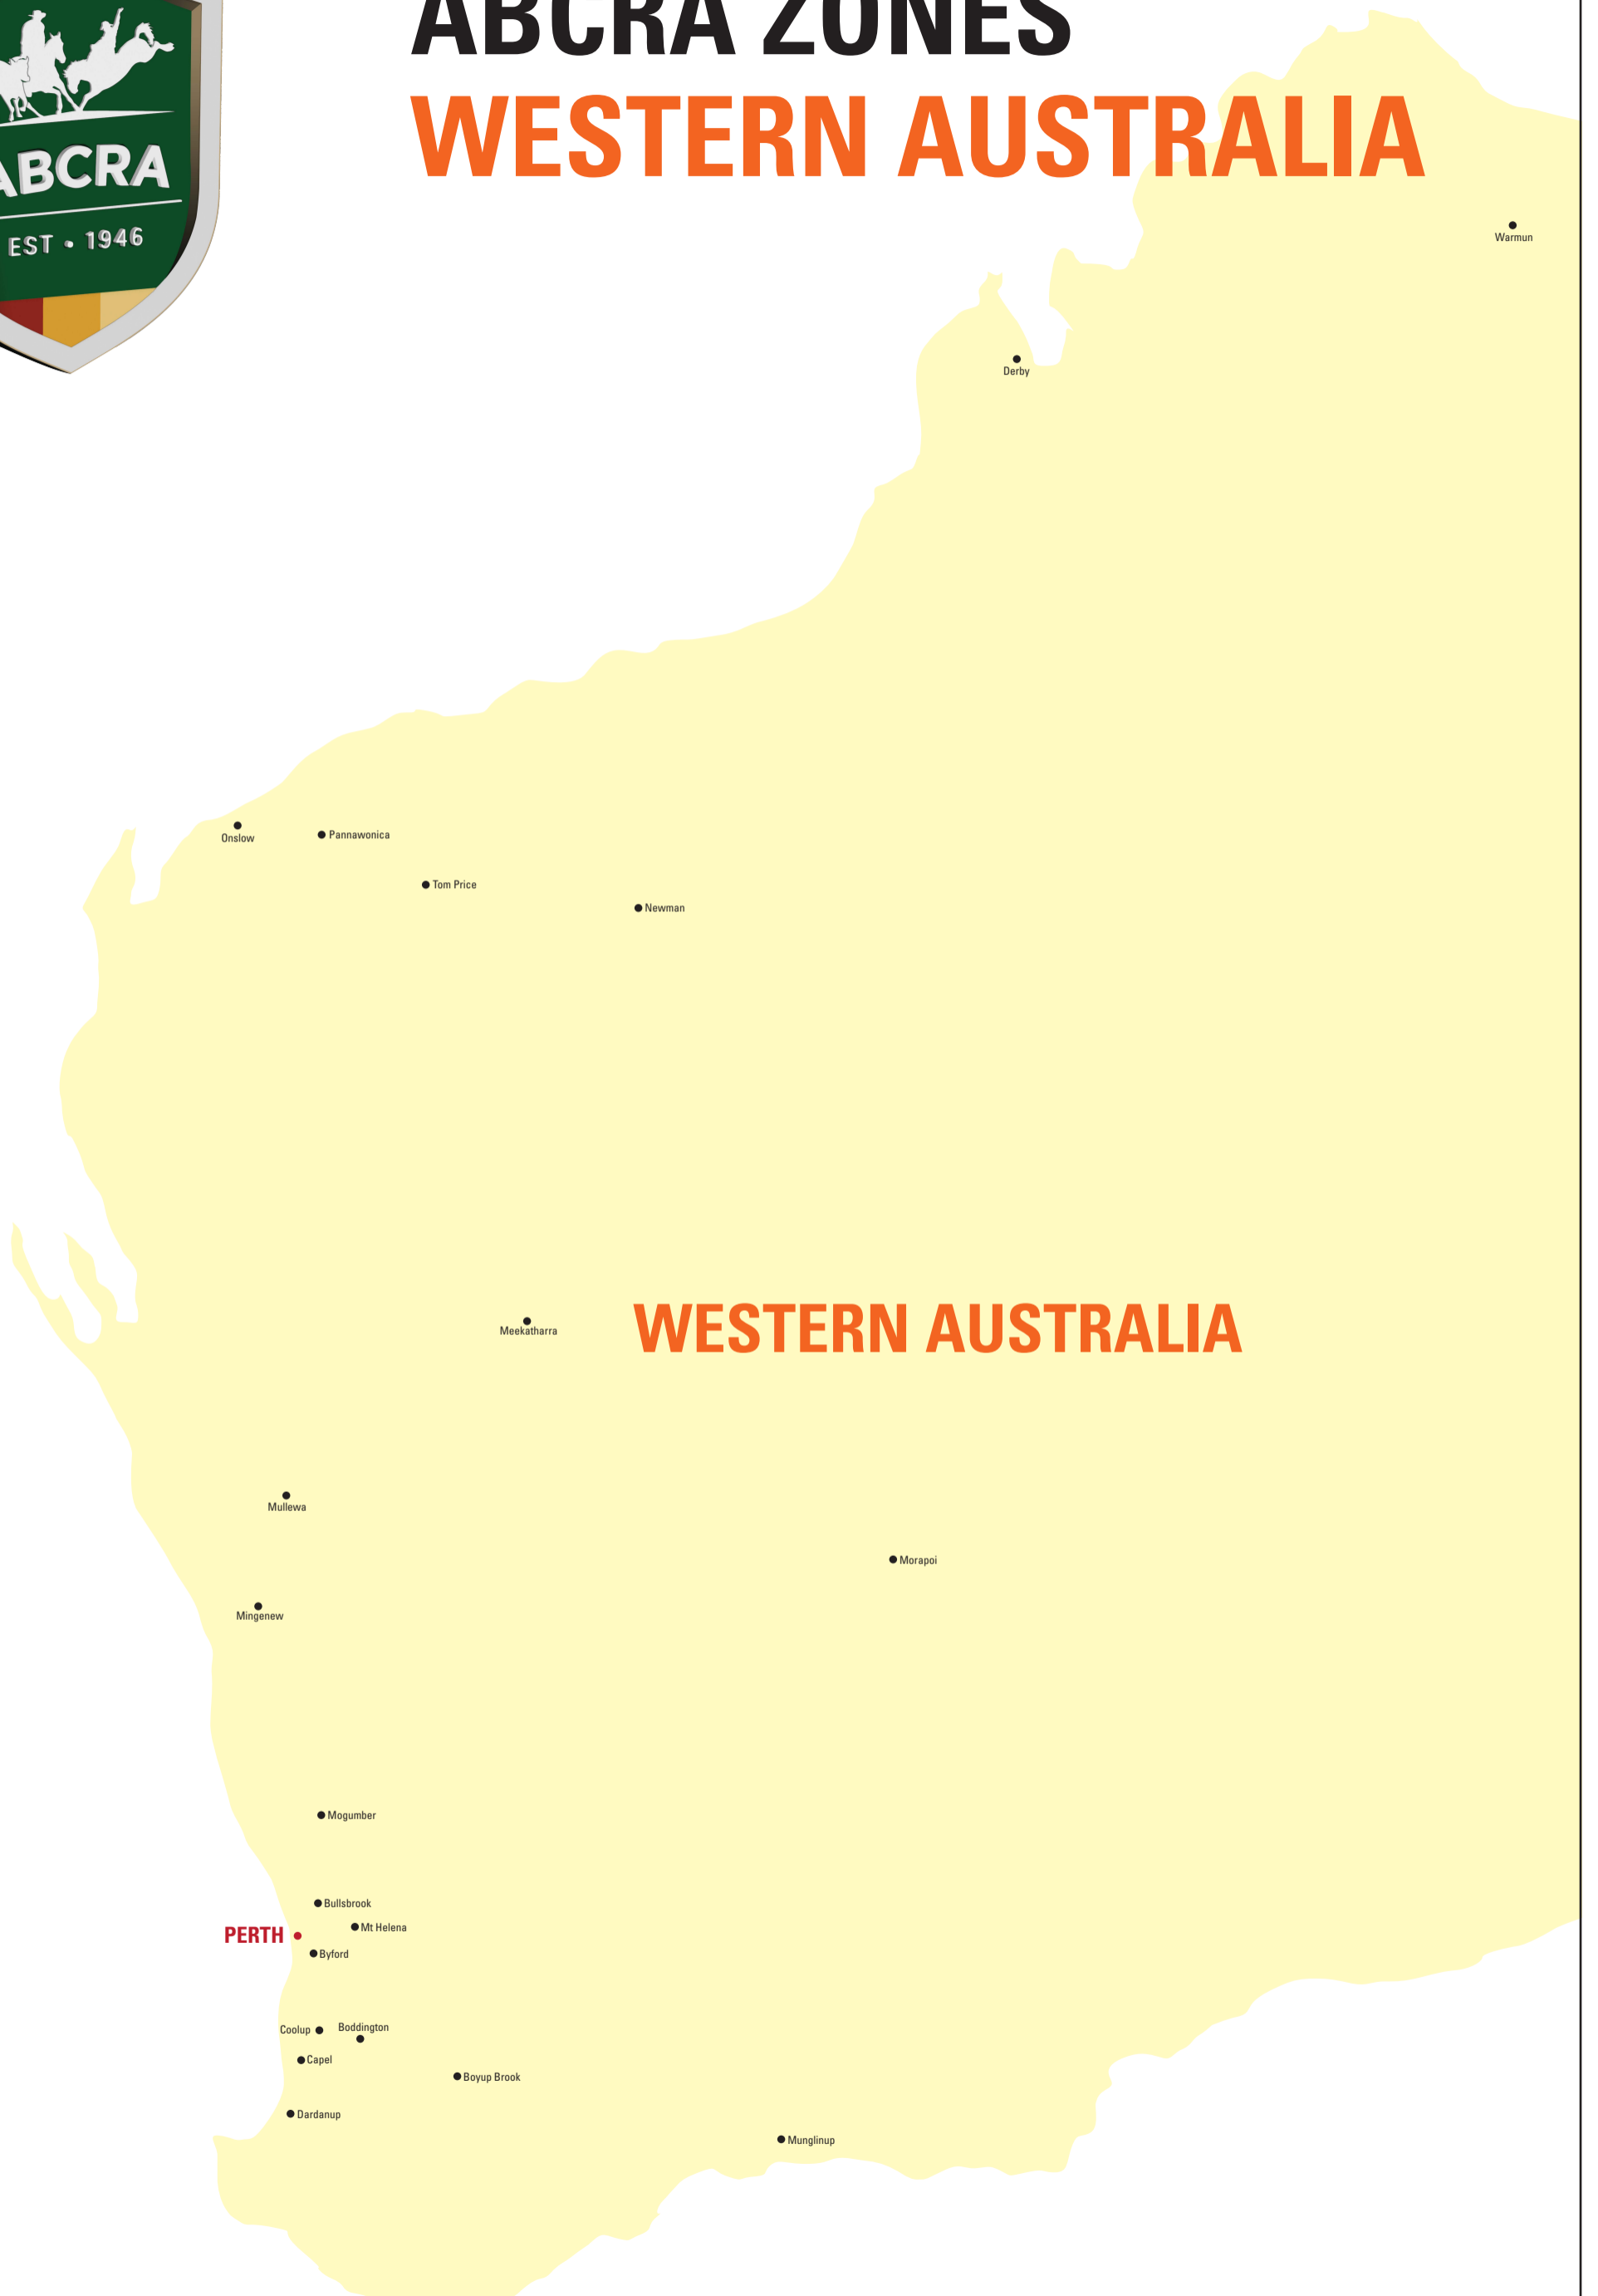 ABCRA ZONES
WESTERN AUSTRALIA
ABCRA
EST • 1946
Warmun
Derby
Onslow
Pannawonica
Tom Price
Newman
Meekatharra
WESTERN AUSTRALIA
Mullewa
Morapoi
Mingenew
Mogumber
Bullsbrook
Mt Helena
PERTH
Byford
Coolup
Boddington
Capel
Boyup Brook
Dardanup
Munglinup